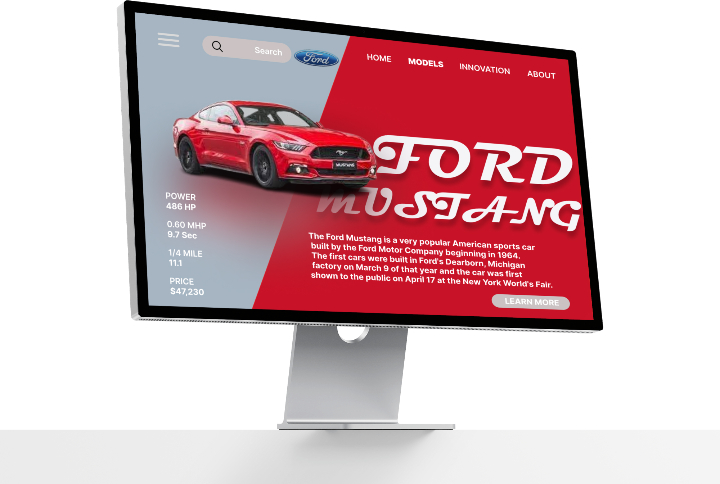 Search
Ford
HOME
MODELS
INNOVATION
ABOUT
MUSTANG
FORD
MUSTANG
POWER
486 HP
0.60 MHP
9.7 Sec
1/4 MILE
11.1
PRICE
$47,230
The Ford Mustang is a very popular American sports car
built by the Ford Motor Company beginning in 1964.
The first cars were built in Ford's Dearborn, Michigan
factory on March 9 of that year and the car was first
shown to the public on April 17 at the New York World's Fair.
LEARN MORE